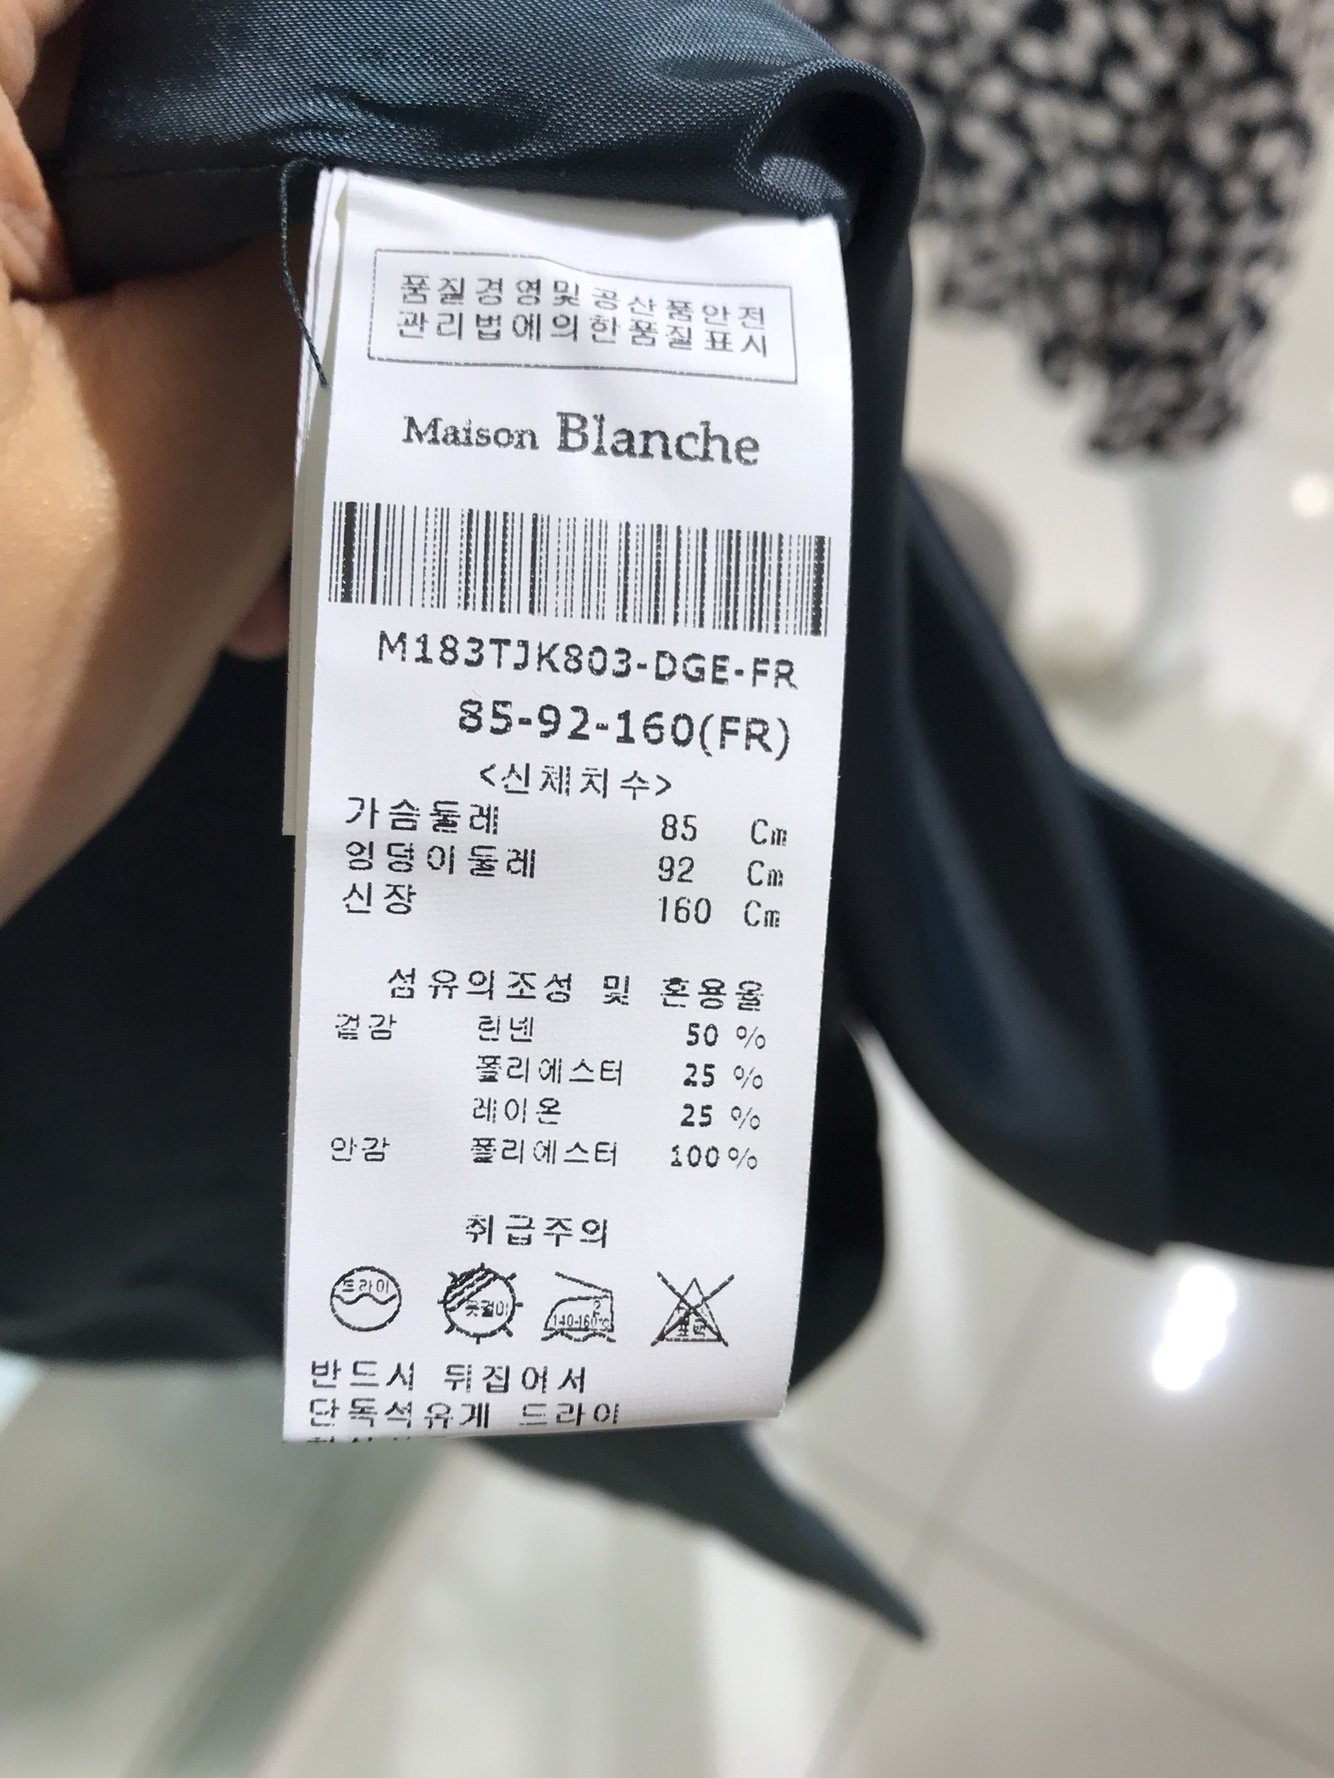 품질경영및공산품안전
관리법에의한품질표시
Maison Blanche
M183TJK803-DGE-FR
85-92-160(FR)
<신체치수>
가슴둘레 85 Cm
엉덩이둘레 92 Cm
신장 160 Cm
섬유의조성 및 혼용율
겉감 린넨 50 %
폴리에스터 25 %
레이온 25 %
안감 폴리에스터 100%
취급주의
드라이
옷걸이
140-160℃
표백
반드시 뒤집어서
단독석유계 드라이